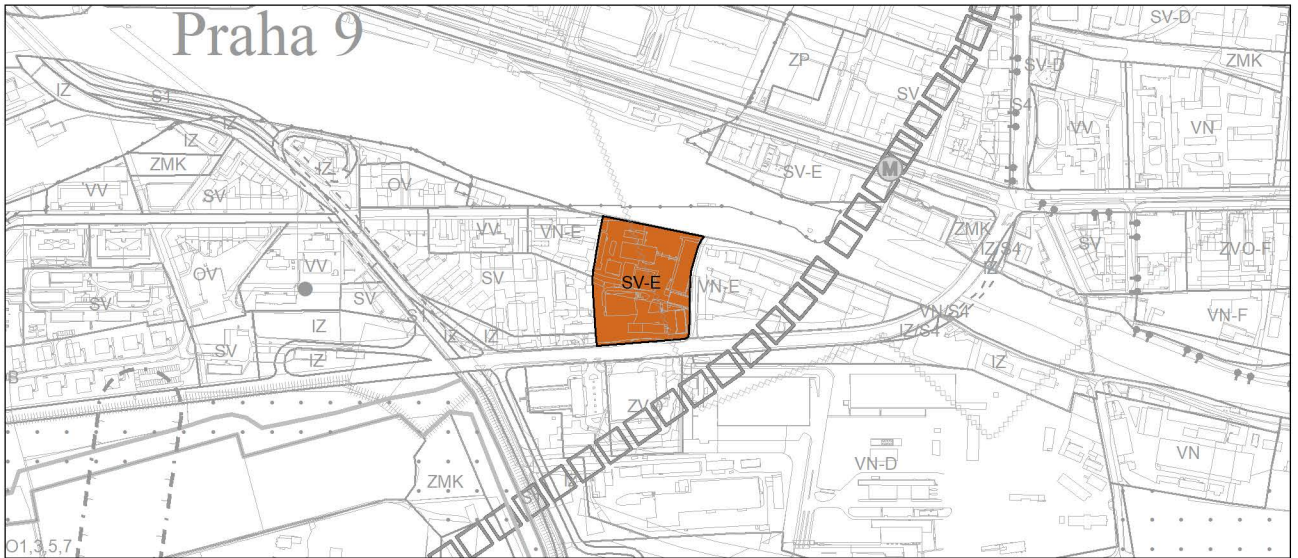 Praha 9
SV-D
ZP
ZMK
SV-D
IZ
S1
SV
S4
VV
VN
IZ
IZ
ZMK
IZ
M
SV-E
VV
SV
OV
VV
VN-E
ZMK
IZ/S4
IZ
SV
ZVO-F
OV
VV
SV
SV-E
VN-E
SV
SV
S1
IZ
IZ
IZ
VN/S4
IZ/S4
VN-F
SV
IZ
IZ
VN-D
VN
ZMK
IZ
O1,3,5,7